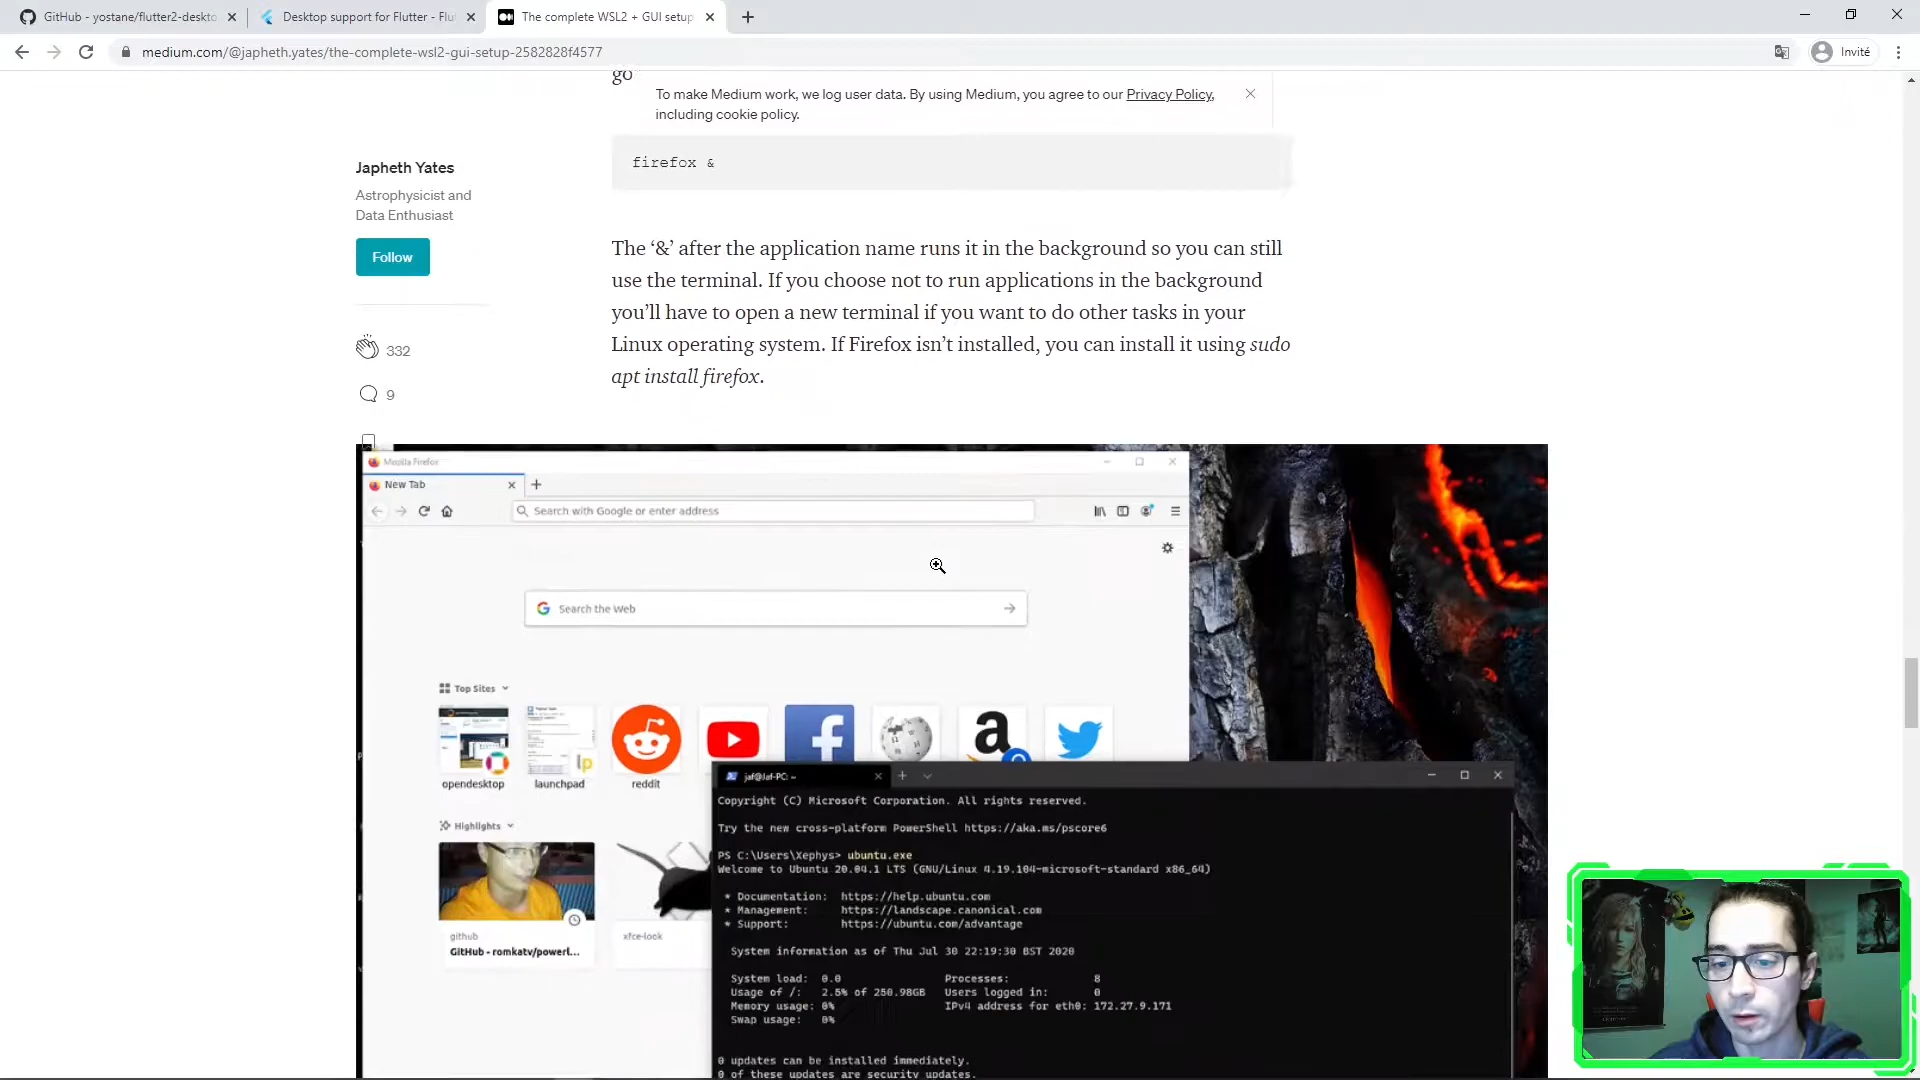 GitHub - yostane/flutter2-deskto
Desktop support for Flutter - Flu
The complete WSL2 + GUI setup
medium.com/@japheth.yates/the-complete-wsl2-gui-setup-2582828f4577
Invité
go
To make Medium work, we log user data. By using Medium, you agree to our Privacy Policy,
including cookie policy.
firefox &
Japheth Yates
Astrophysicist and
Data Enthusiast
Follow
332
9
The ‘&’ after the application name runs it in the background so you can still
use the terminal. If you choose not to run applications in the background
you’ll have to open a new terminal if you want to do other tasks in your
Linux operating system. If Firefox isn’t installed, you can install it using sudo
apt install firefox.
Mozilla Firefox
New Tab
Search with Google or enter address
Search the Web
Top Sites
opendesktop
launchpad
reddit
Highlights
github
GitHub - romkatv/powerl...
xfce-look
jaf@Jaf-PC: ~
Copyright (C) Microsoft Corporation. All rights reserved.
Try the new cross-platform PowerShell https://aka.ms/pscore6
PS C:\Users\Xephys> ubuntu.exe
Welcome to Ubuntu 20.04.1 LTS (GNU/Linux 4.19.104-microsoft-standard x86_64)
* Documentation: https://help.ubuntu.com
* Management: https://landscape.canonical.com
* Support: https://ubuntu.com/advantage
System information as of Thu Jul 30 22:19:30 BST 2020
System load: 0.0 Processes: 8
Usage of /: 2.5% of 250.98GB Users logged in: 0
Memory usage: 0% IPv4 address for eth0: 172.27.9.171
Swap usage: 0%
0 updates can be installed immediately.
0 of these updates are security updates.